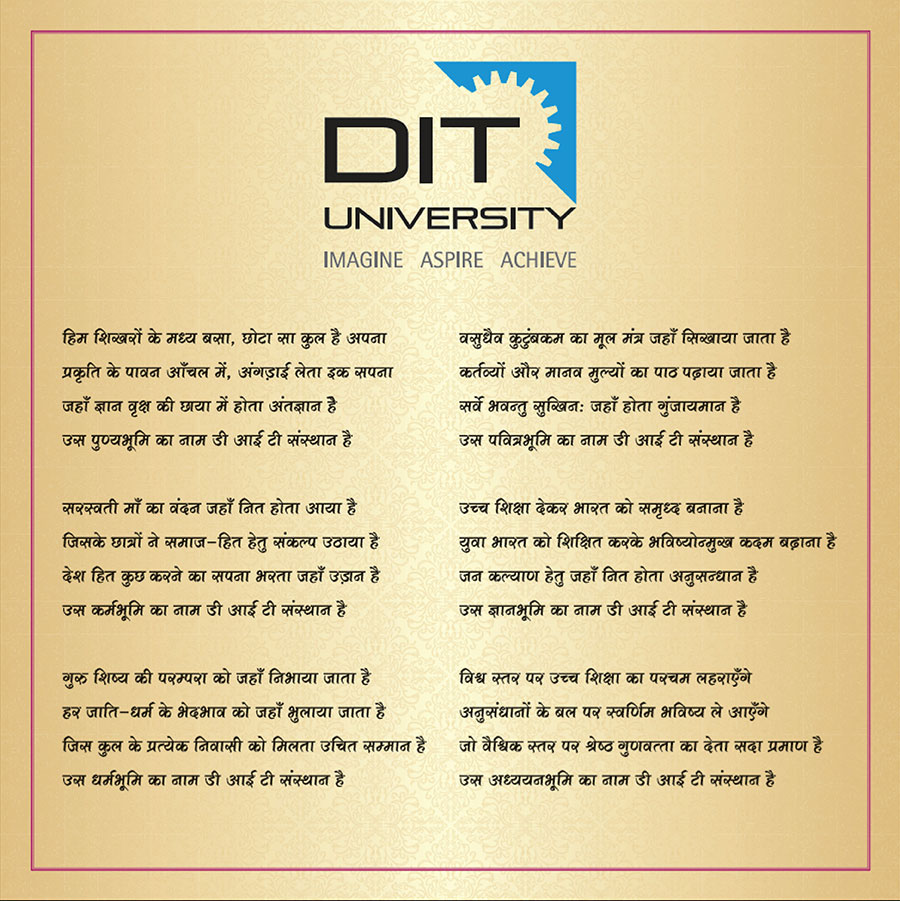 DIT
UNIVERSITY
IMAGINE ASPIRE ACHIEVE
हिम शिखरों के मध्य बसा, छोटा सा कुल है अपना
प्रकृति के पावन आँचल में, अंगड़ाई लेता इक सपना
जहाँ ज्ञान वृक्ष की छाया में होता अंतज्ञान है
उस पुण्यभूमि का नाम डी आई टी संस्थान है
सरस्वती माँ का वंदन जहाँ नित होता आया है
जिसके छात्रों ने समाज-हित हेतु संकल्प उठाया है
देश हित कुछ करने का सपना भरता जहाँ उड़ान है
उस कर्मभूमि का नाम डी आई टी संस्थान है
गुरु शिष्य की परम्परा को जहाँ निभाया जाता है
हर जाति-धर्म के भेदभाव को जहाँ भुलाया जाता है
जिस कुल के प्रत्येक निवासी को मिलता उचित सम्मान है
उस धर्मभूमि का नाम डी आई टी संस्थान है
वसुधैव कुटुंबकम का मूल मंत्र जहाँ सिखाया जाता है
कर्तव्यों और मानव मुल्यों का पाठ पढ़ाया जाता है
सर्वे भवन्तु सुखिन: जहाँ होता गुंजायमान है
उस पवित्रभूमि का नाम डी आई टी संस्थान है
उच्च शिक्षा देकर भारत को समृध्द बनाना है
युवा भारत को शिक्षित करके भविष्योन्मुख कदम बढ़ाना है
जन कल्याण हेतु जहाँ नित होता अनुसन्धान है
उस ज्ञानभूमि का नाम डी आई टी संस्थान है
विश्व स्तर पर उच्च शिक्षा का परचम लहराएँगे
अनुसंधानों के बल पर स्वर्णिम भविष्य ले आएँगे
जो वैश्विक स्तर पर श्रेष्ठ गुणवत्ता का देता सदा प्रमाण है
उस अध्ययनभूमि का नाम डी आई टी संस्थान है